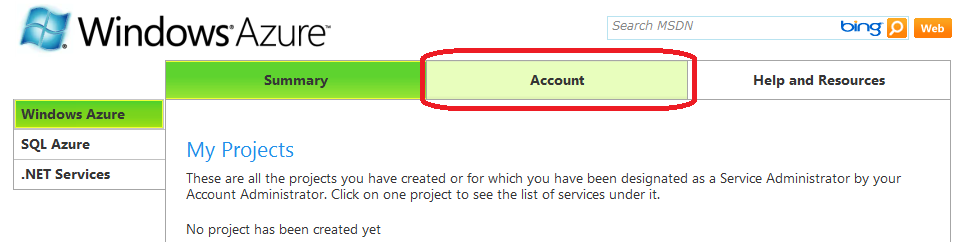 Windows Azure™
Search MSDN
bing
Web
Summary
Account
Help and Resources
Windows Azure
SQL Azure
.NET Services
My Projects
These are all the projects you have created or for which you have been designated as a Service Administrator by your
Account Administrator. Click on one project to see the list of services under it.
No project has been created yet